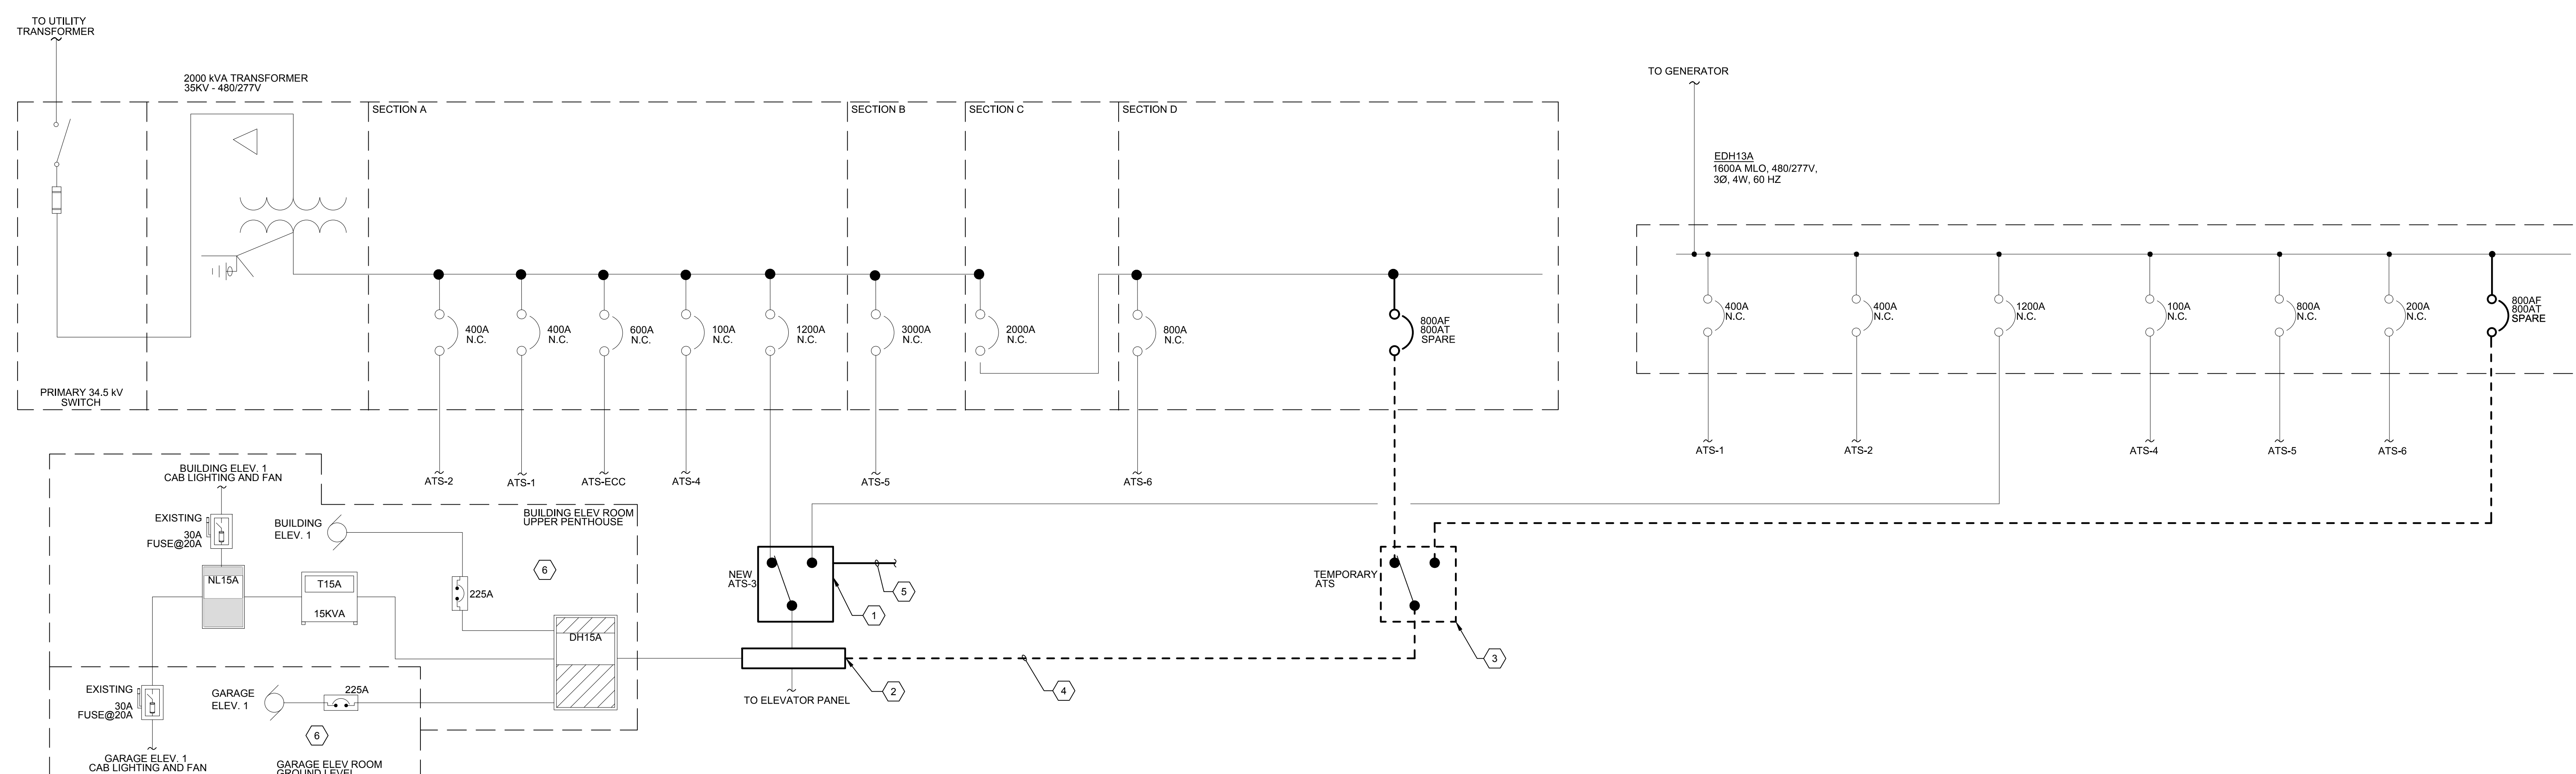 TO UTILITY
TRANSFORMER
2000 kVA TRANSFORMER
35KV - 480/277V
SECTION A
SECTION B
SECTION C
SECTION D
TO GENERATOR
EDH13A
1600A MLO, 480/277V,
3Ø, 4W, 60 HZ
400A
N.C.
400A
N.C.
600A
N.C.
100A
N.C.
1200A
N.C.
3000A
N.C.
2000A
N.C.
800A
N.C.
800AF
800AT
SPARE
400A
N.C.
400A
N.C.
1200A
N.C.
100A
N.C.
800A
N.C.
200A
N.C.
800AF
800AT
SPARE
PRIMARY 34.5 kV
SWITCH
ATS-2
ATS-1
ATS-ECC
ATS-4
ATS-5
ATS-6
ATS-1
ATS-2
ATS-4
ATS-5
ATS-6
BUILDING ELEV. 1
CAB LIGHTING AND FAN
EXISTING
30A
FUSE@20A
BUILDING
ELEV. 1
BUILDING ELEV ROOM
UPPER PENTHOUSE
6
NL15A
T15A
15KVA
225A
DH15A
NEW
ATS-3
5
1
TEMPORARY
ATS
3
2
4
TO ELEVATOR PANEL
EXISTING
30A
FUSE@20A
GARAGE
ELEV. 1
225A
6
GARAGE ELEV. 1
CAB LIGHTING AND FAN
GARAGE ELEV ROOM
GROUND LEVEL